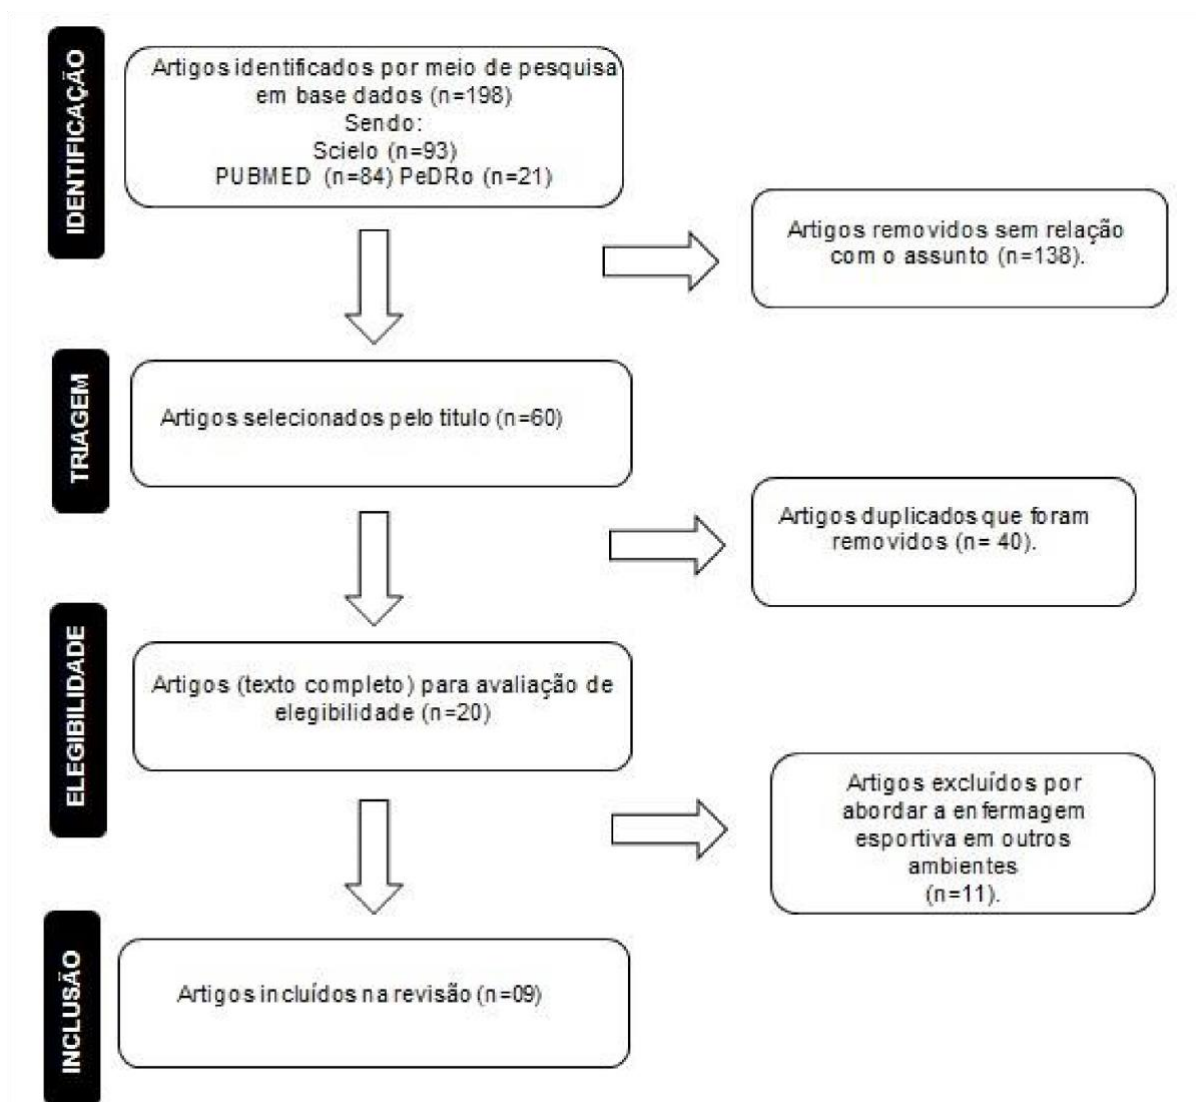 IDENTIFICAÇÃO
Artigos identificados por meio de pesquisa
em base dados (n=198)
Sendo:
Scielo (n=93)
PUBMED (n=84) PeDRo (n=21)
Artigos removidos sem relação
com o assunto (n=138).
TRIAGEM
Artigos selecionados pelo titulo (n=60)
Artigos duplicados que foram
removidos (n= 40).
ELEGIBILIDADE
Artigos (texto completo) para avaliação de
elegibilidade (n=20)
Artigos excluídos por
abordar a enfermagem
esportiva em outros
ambientes
(n=11).
INCLUSÃO
Artigos incluídos na revisão (n=09)